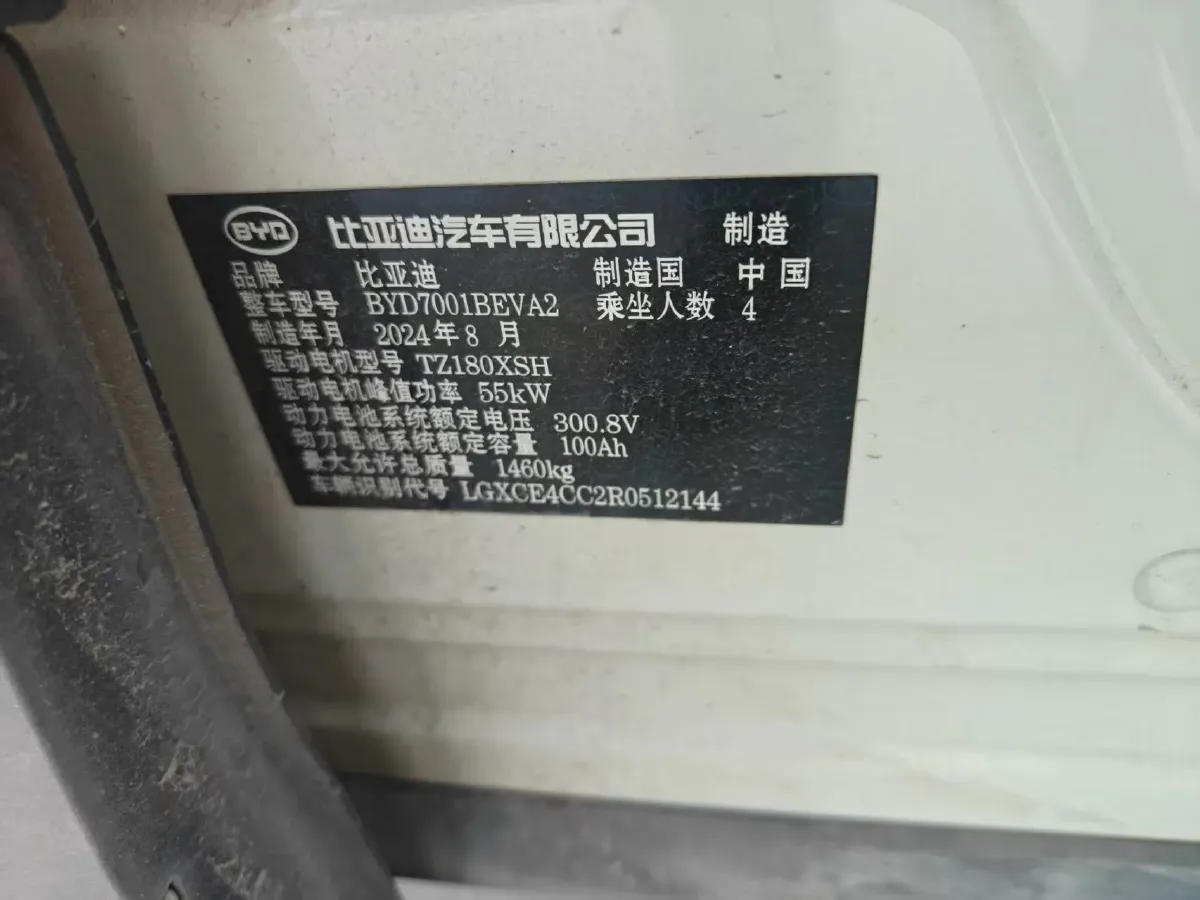 BYD 比亚迪汽车有限公司 制造
品牌 比亚迪 制造国 中国
整车型号 BYD7001BEVA2 乘坐人数 4
制造年月 2024年8月
驱动电机型号 TZ180XSH
驱动电机峰值功率 55kW
动力电池系统额定电压 300.8V
动力电池系统额定容量 100Ah
最大允许总质量 1460kg
车辆识别代号 LGXCE4CC2R0512144